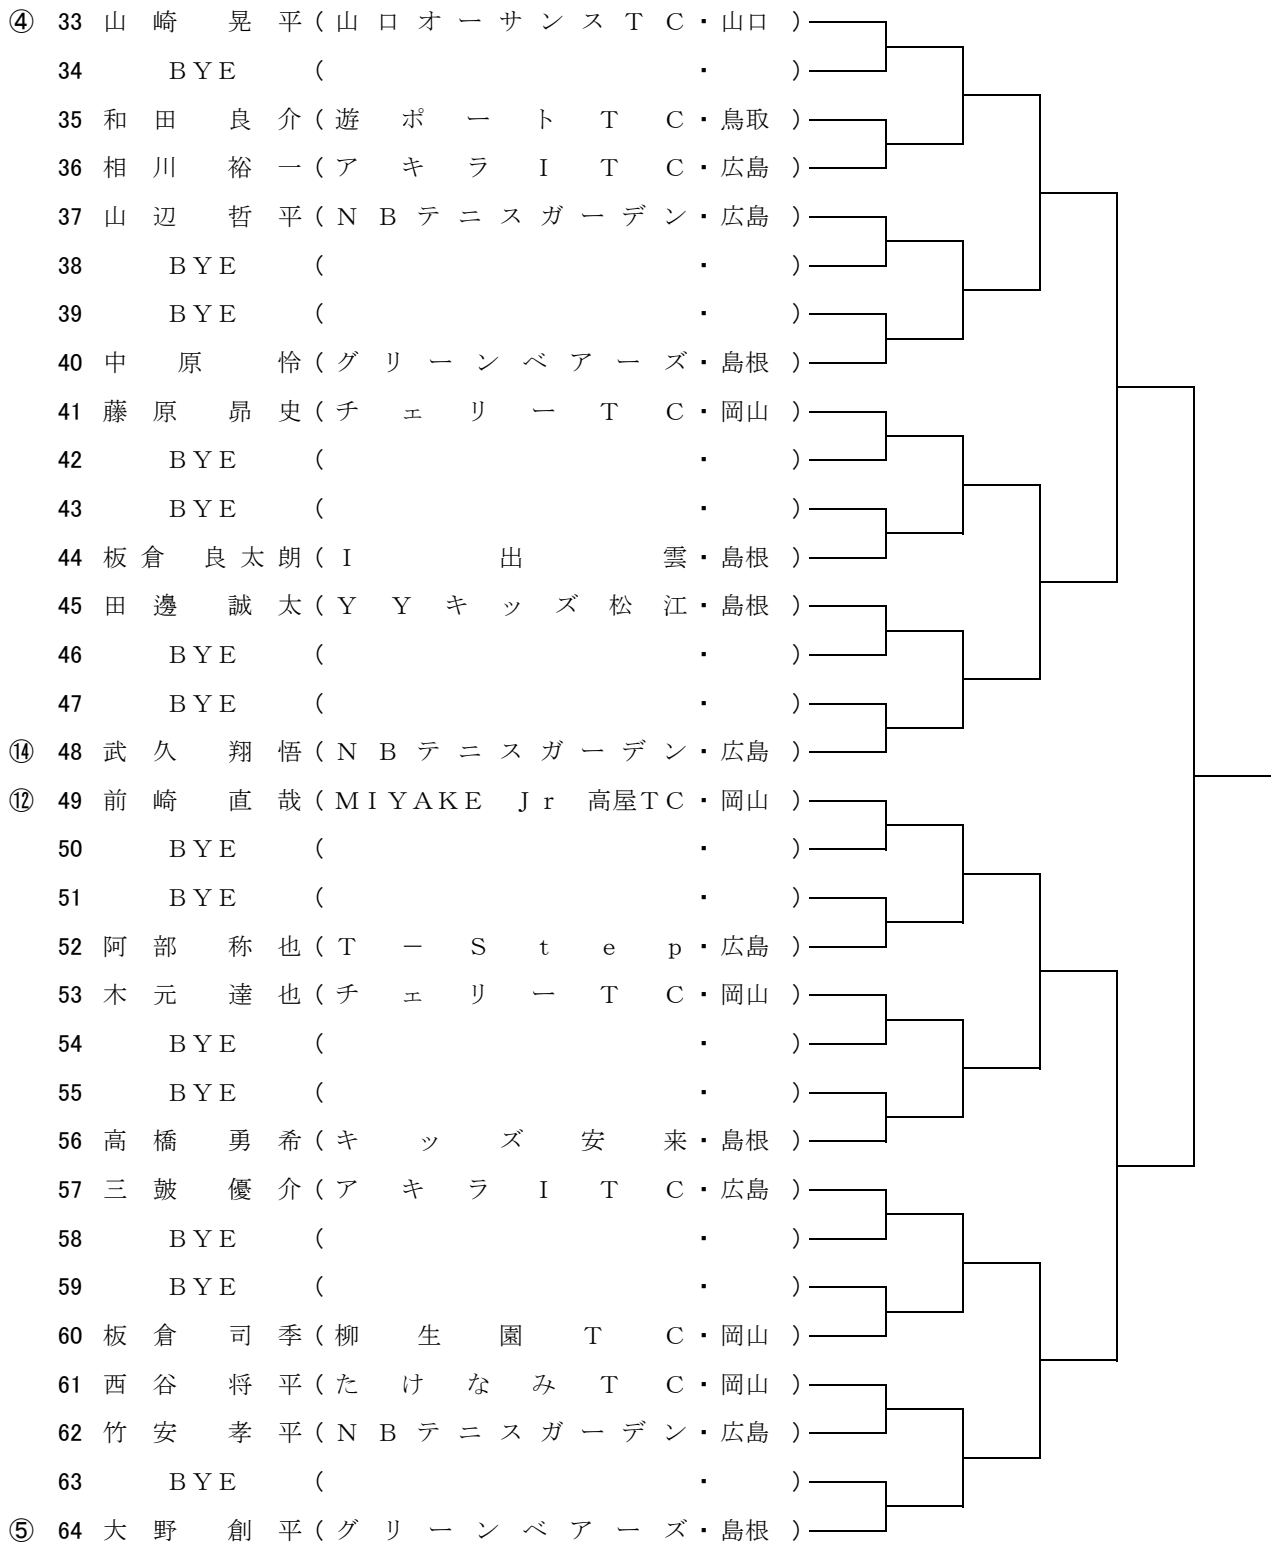 ④ 33 山崎 晃平 (山口オーサンスTC・山口)
34 BYE ( ・ )
35 和田 良介 (遊ポートTC・鳥取)
36 相川 裕一 (アキラITC・広島)
37 山辺 哲平 (NBテニスガーデン・広島)
38 BYE ( ・ )
39 BYE ( ・ )
40 中原 怜 (グリーンベアーズ・島根)
41 藤原 昴史 (チェリーTC・岡山)
42 BYE ( ・ )
43 BYE ( ・ )
44 板倉 良太朗 (I出雲・島根)
45 田邊 誠太 (YYキッズ松江・島根)
46 BYE ( ・ )
47 BYE ( ・ )
⑭ 48 武久 翔悟 (NBテニスガーデン・広島)
⑫ 49 前崎 直哉 (MIYAKE Jr 高屋TC・岡山)
50 BYE ( ・ )
51 BYE ( ・ )
52 阿部 称也 (T-Step・広島)
53 木元 達也 (チェリーTC・岡山)
54 BYE ( ・ )
55 BYE ( ・ )
56 高橋 勇希 (キッズ安来・島根)
57 三皷 優介 (アキラITC・広島)
58 BYE ( ・ )
59 BYE ( ・ )
60 板倉 司季 (柳生園TC・岡山)
61 西谷 将平 (たけなみTC・岡山)
62 竹安 孝平 (NBテニスガーデン・広島)
63 BYE ( ・ )
⑤ 64 大野 創平 (グリーンベアーズ・島根)